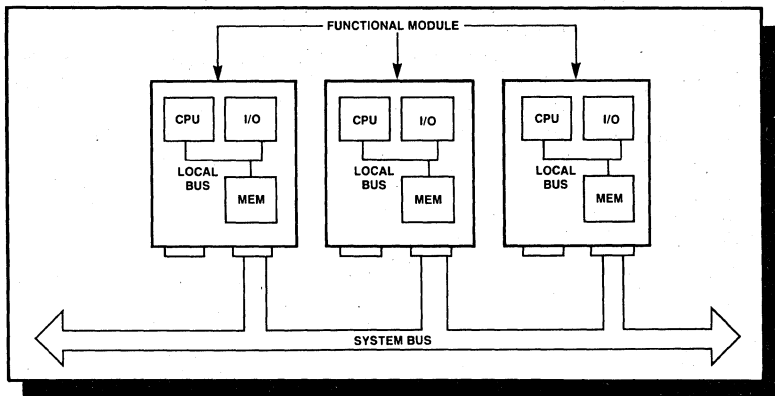 FUNCTIONAL MODULE
CPU
I/O
LOCAL
BUS
MEM
CPU
I/O
LOCAL
BUS
MEM
CPU
I/O
LOCAL
BUS
MEM
SYSTEM BUS